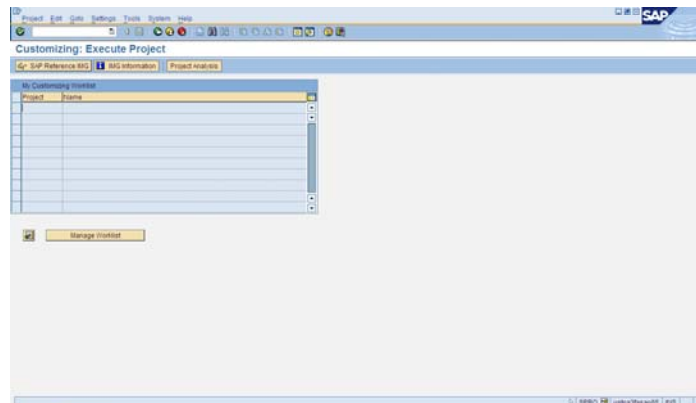 Project Edit Goto Settings Tools System Help
SAP
Customizing: Execute Project
SAP Reference IMG IMG Information Project Analysis
My Customizing Worklist
Project Name
Manage Worklist